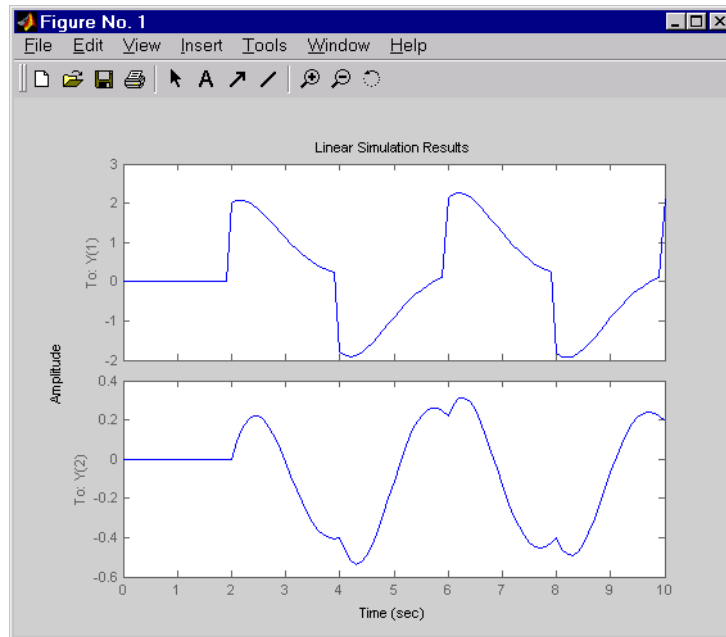 Figure No. 1
File Edit View Insert Tools Window Help
A
Linear Simulation Results
3
2
1
0
-1
-2
To: Y(1)
Amplitude
0.4
0.2
0
-0.2
-0.4
-0.6
To: Y(2)
0 1 2 3 4 5 6 7 8 9 10
Time (sec)